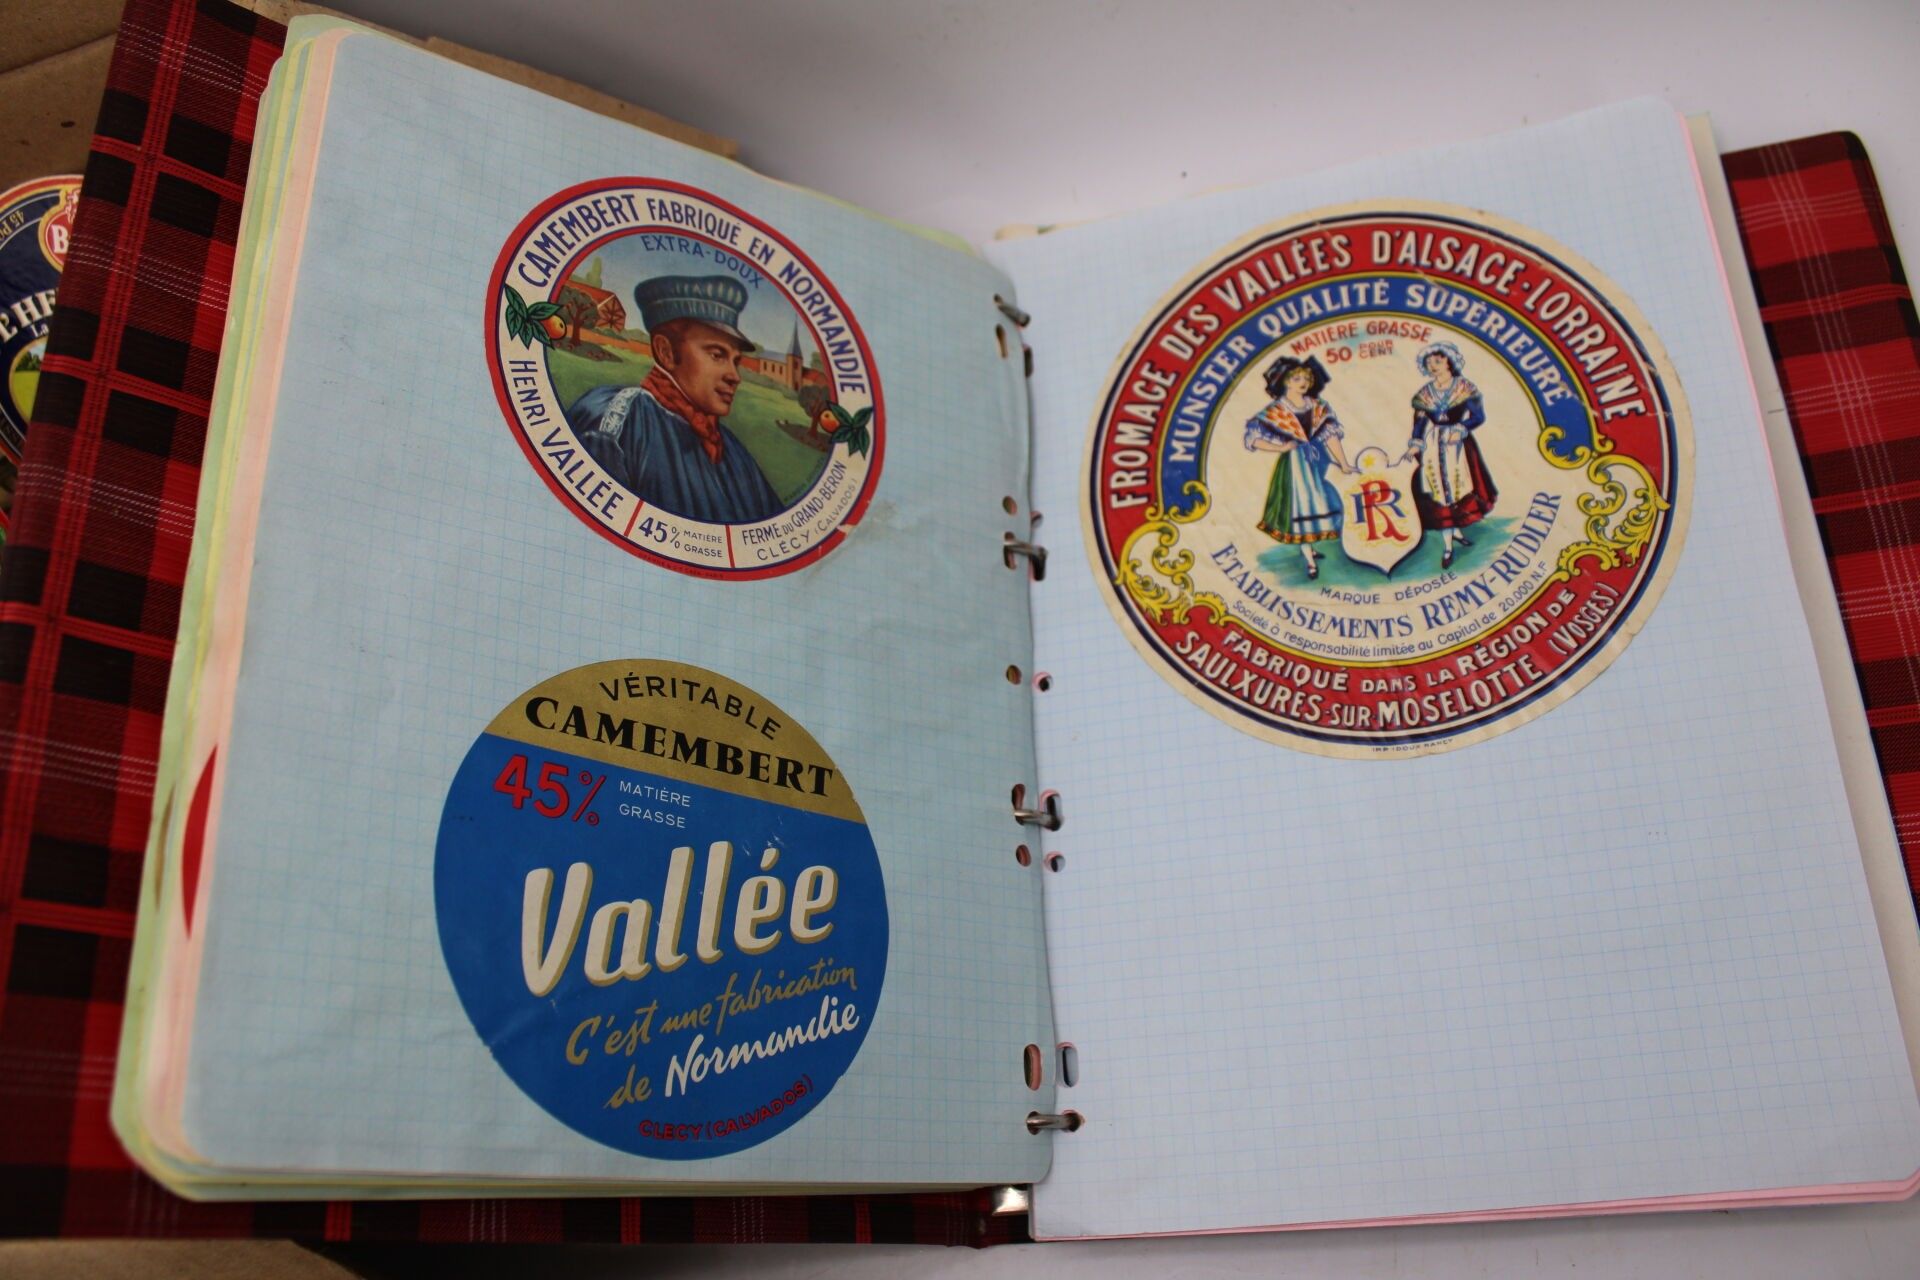 CAMEMBERT FABRIQUÉ EN NORMANDIE
EXTRA-DOUX
HENRI VALLÉE
45% MATIÈRE GRASSE
FERME DU GRAND-BÉRON
CLÉCY (CALVADOS)
VÉRITABLE
CAMEMBERT
45% MATIÈRE
GRASSE
Vallée
C'est une fabrication
de Normandie
CLECY (CALVADOS)
FROMAGE DES VALLÉES D'ALSACE-LORRAINE
MUNSTER QUALITÉ SUPÉRIEURE
MATIÈRE GRASSE
50 POUR CENT
RR
MARQUE DÉPOSÉE
ETABLISSEMENTS REMY-RUDLER
Société à responsabilité limitée au Capital de 20.000 N.F
FABRIQUÉ DANS LA RÉGION DE
SAULXURES-SUR-MOSELOTTE (VOSGES)